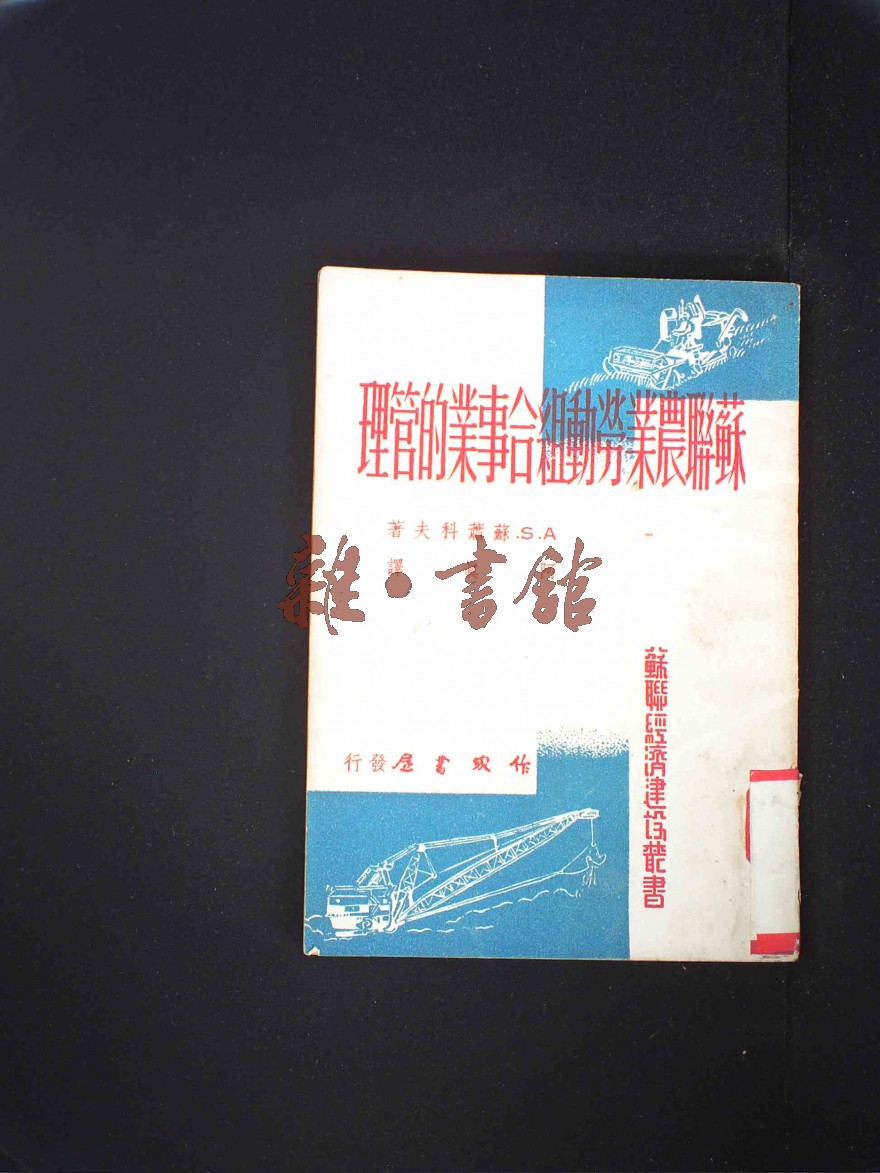 蘇聯農業勞動組合事業的管理
A.S.蘇蕭科夫著
譯
雜•書館
蘇聯經濟建設叢書
作家書屋發行